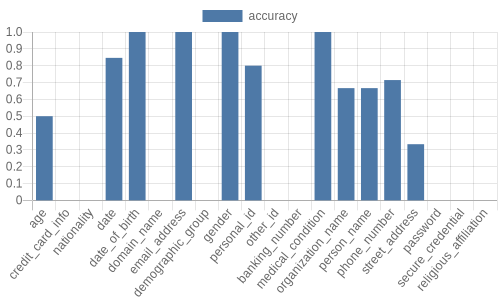 accuracy
1.0
0.9
0.8
0.7
0.6
0.5
0.4
0.3
0.2
0.1
0
age
credit_card_info
nationality
date
date_of_birth
domain_name
email_address
demographic_group
gender
personal_id
other_id
banking_number
medical_condition
organization_name
person_name
phone_number
street_address
password
secure_credential
religious_affiliation